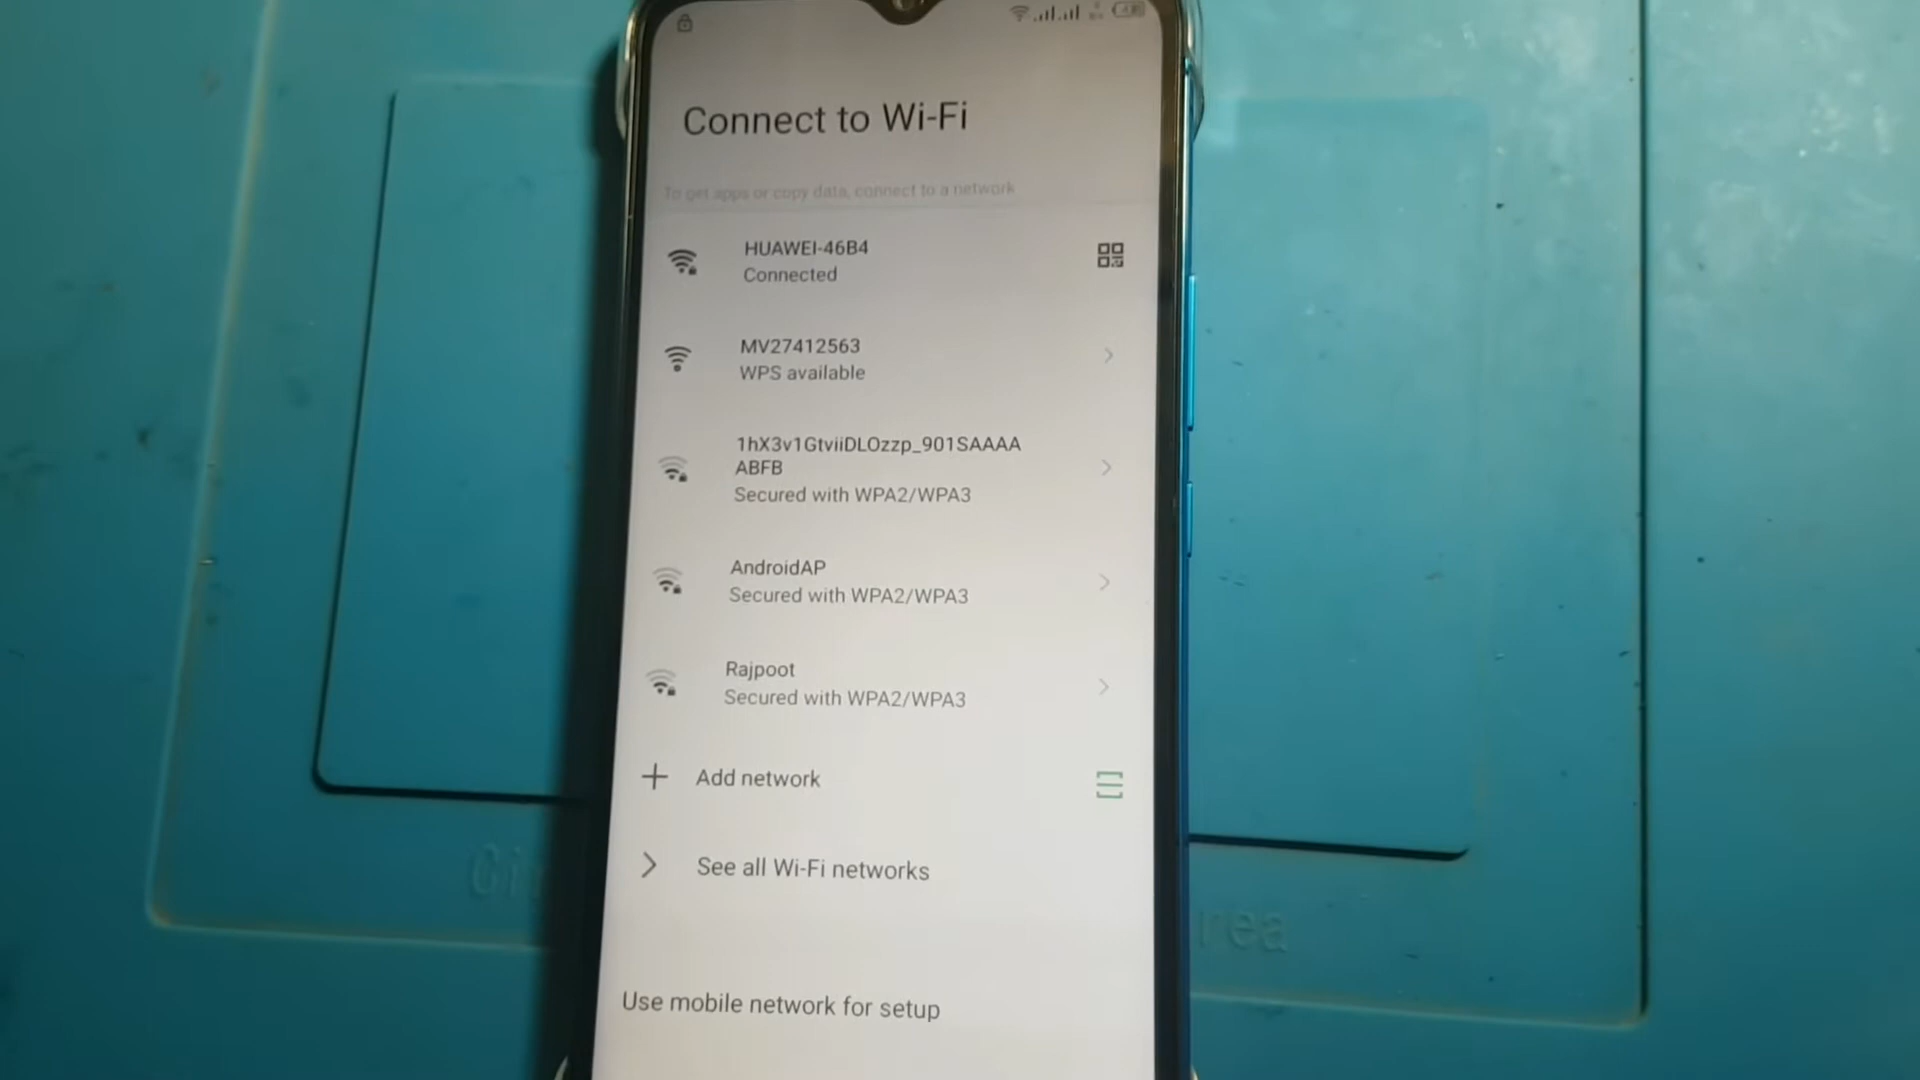 Connect to Wi-Fi
To get apps or copy data, connect to a network
HUAWEI-46B4
Connected
MV27412563
WPS available
1hX3v1GtviiDLOzzp_901SAAAA
ABFB
Secured with WPA2/WPA3
AndroidAP
Secured with WPA2/WPA3
Rajpoot
Secured with WPA2/WPA3
Add network
See all Wi-Fi networks
Use mobile network for setup